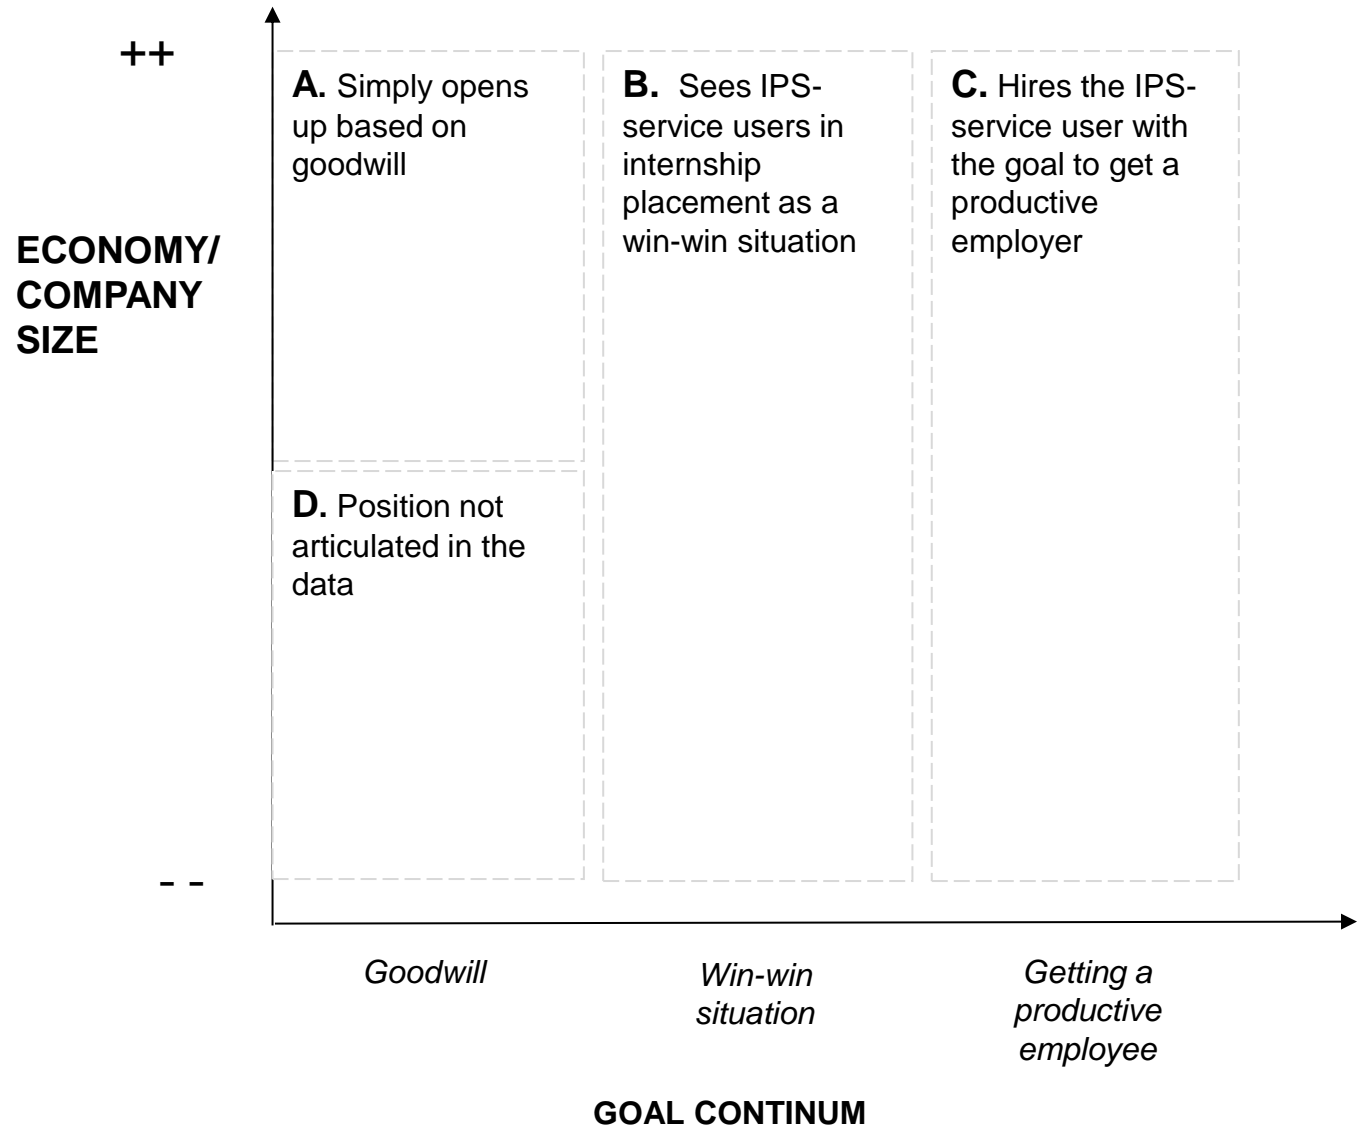 ++
A. Simply opens
up based on
goodwill
B. Sees IPS-
service users in
internship
placement as a
win-win situation
C. Hires the IPS-
service user with
the goal to get a
productive
employer
ECONOMY/
COMPANY
SIZE
D. Position not
articulated in the
data
- -
Goodwill
Win-win
situation
Getting a
productive
employee
GOAL CONTINUM